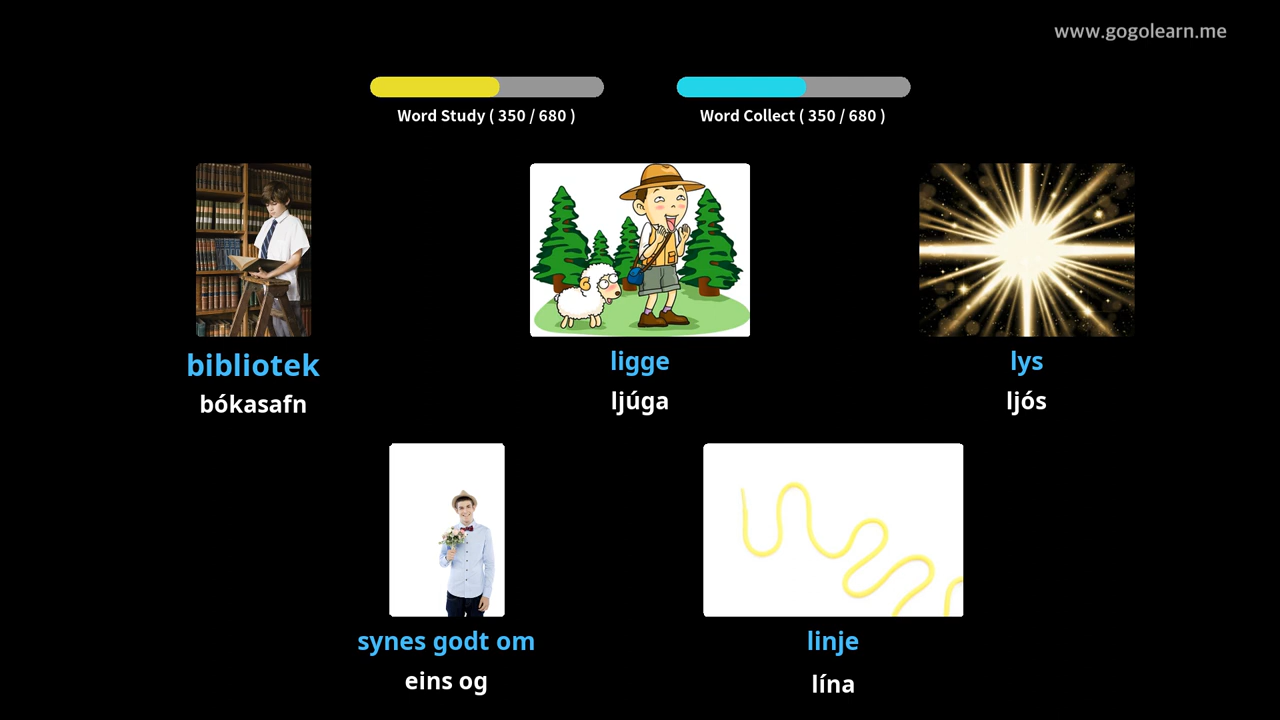 www.gogolearn.me
Word Study ( 350 / 680 )
Word Collect ( 350 / 680 )
bibliotek
bókasafn
ligge
ljúga
lys
ljós
synes godt om
eins og
linje
lína